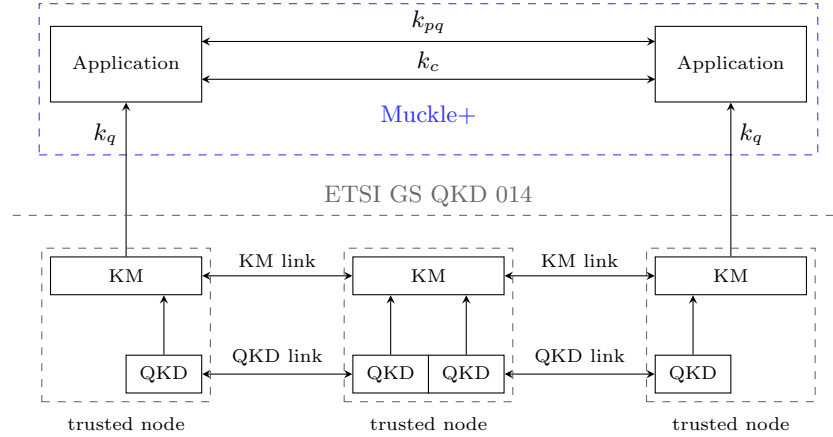 k_pq
Application
Application
k_c
Muckle+
k_q
k_q
ETSI GS QKD 014
KM
KM link
KM
KM link
KM
QKD
QKD link
QKD
QKD
QKD link
QKD
trusted node
trusted node
trusted node